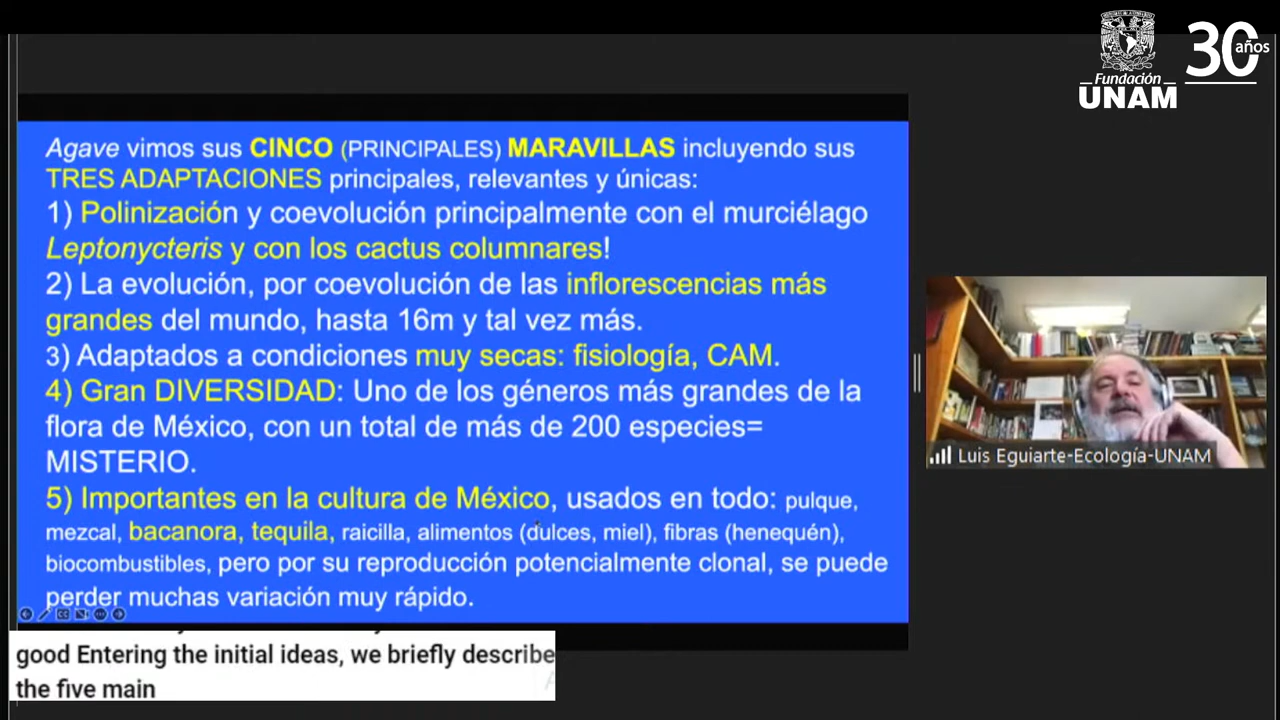 Fundación
UNAM
30 años
Agave vimos sus CINCO (PRINCIPALES) MARAVILLAS incluyendo sus
TRES ADAPTACIONES principales, relevantes y únicas:
1) Polinización y coevolución principalmente con el murciélago
Leptonycteris y con los cactus columnares!
2) La evolución, por coevolución de las inflorescencias más
grandes del mundo, hasta 16m y tal vez más.
3) Adaptados a condiciones muy secas: fisiología, CAM.
4) Gran DIVERSIDAD: Uno de los géneros más grandes de la
flora de México, con un total de más de 200 especies=
MISTERIO.
5) Importantes en la cultura de México, usados en todo: pulque,
mezcal, bacanora, tequila, raicilla, alimentos (dulces, miel), fibras (henequén),
biocombustibles, pero por su reproducción potencialmente clonal, se puede
perder muchas variación muy rápido.
Luis Eguiarte-Ecología-UNAM
good Entering the initial ideas, we briefly describe
the five main